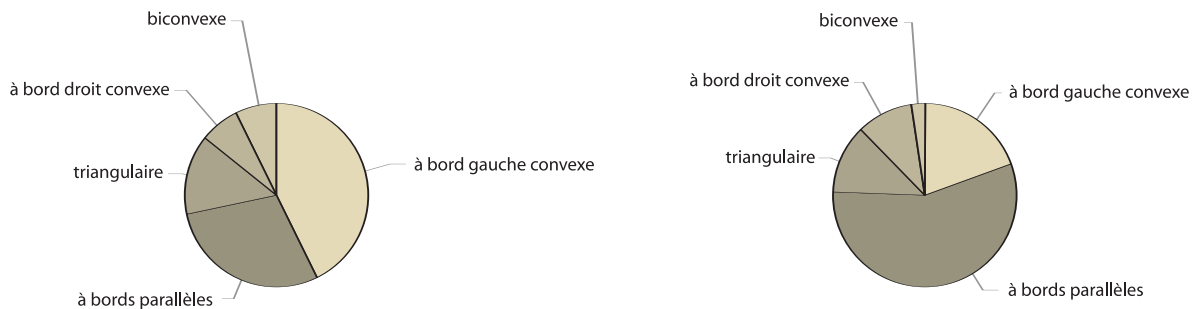 biconvexe
à bord droit convexe
triangulaire
à bord gauche convexe
à bords parallèles
biconvexe
à bord droit convexe
à bord gauche convexe
triangulaire
à bords parallèles